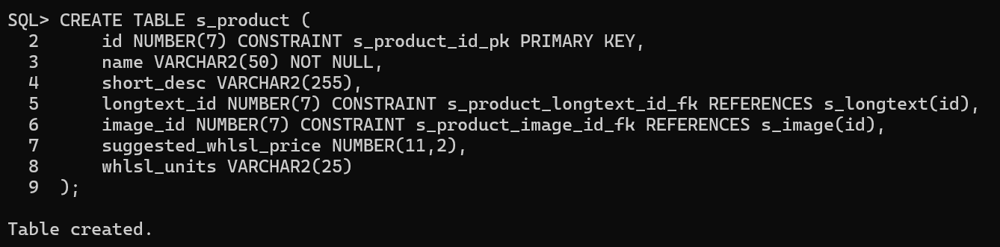 SQL> CREATE TABLE s_product (
  2      id NUMBER(7) CONSTRAINT s_product_id_pk PRIMARY KEY,
  3      name VARCHAR2(50) NOT NULL,
  4      short_desc VARCHAR2(255),
  5      longtext_id NUMBER(7) CONSTRAINT s_product_longtext_id_fk REFERENCES s_longtext(id),
  6      image_id NUMBER(7) CONSTRAINT s_product_image_id_fk REFERENCES s_image(id),
  7      suggested_whlsl_price NUMBER(11,2),
  8      whlsl_units VARCHAR2(25)
  9  );

Table created.